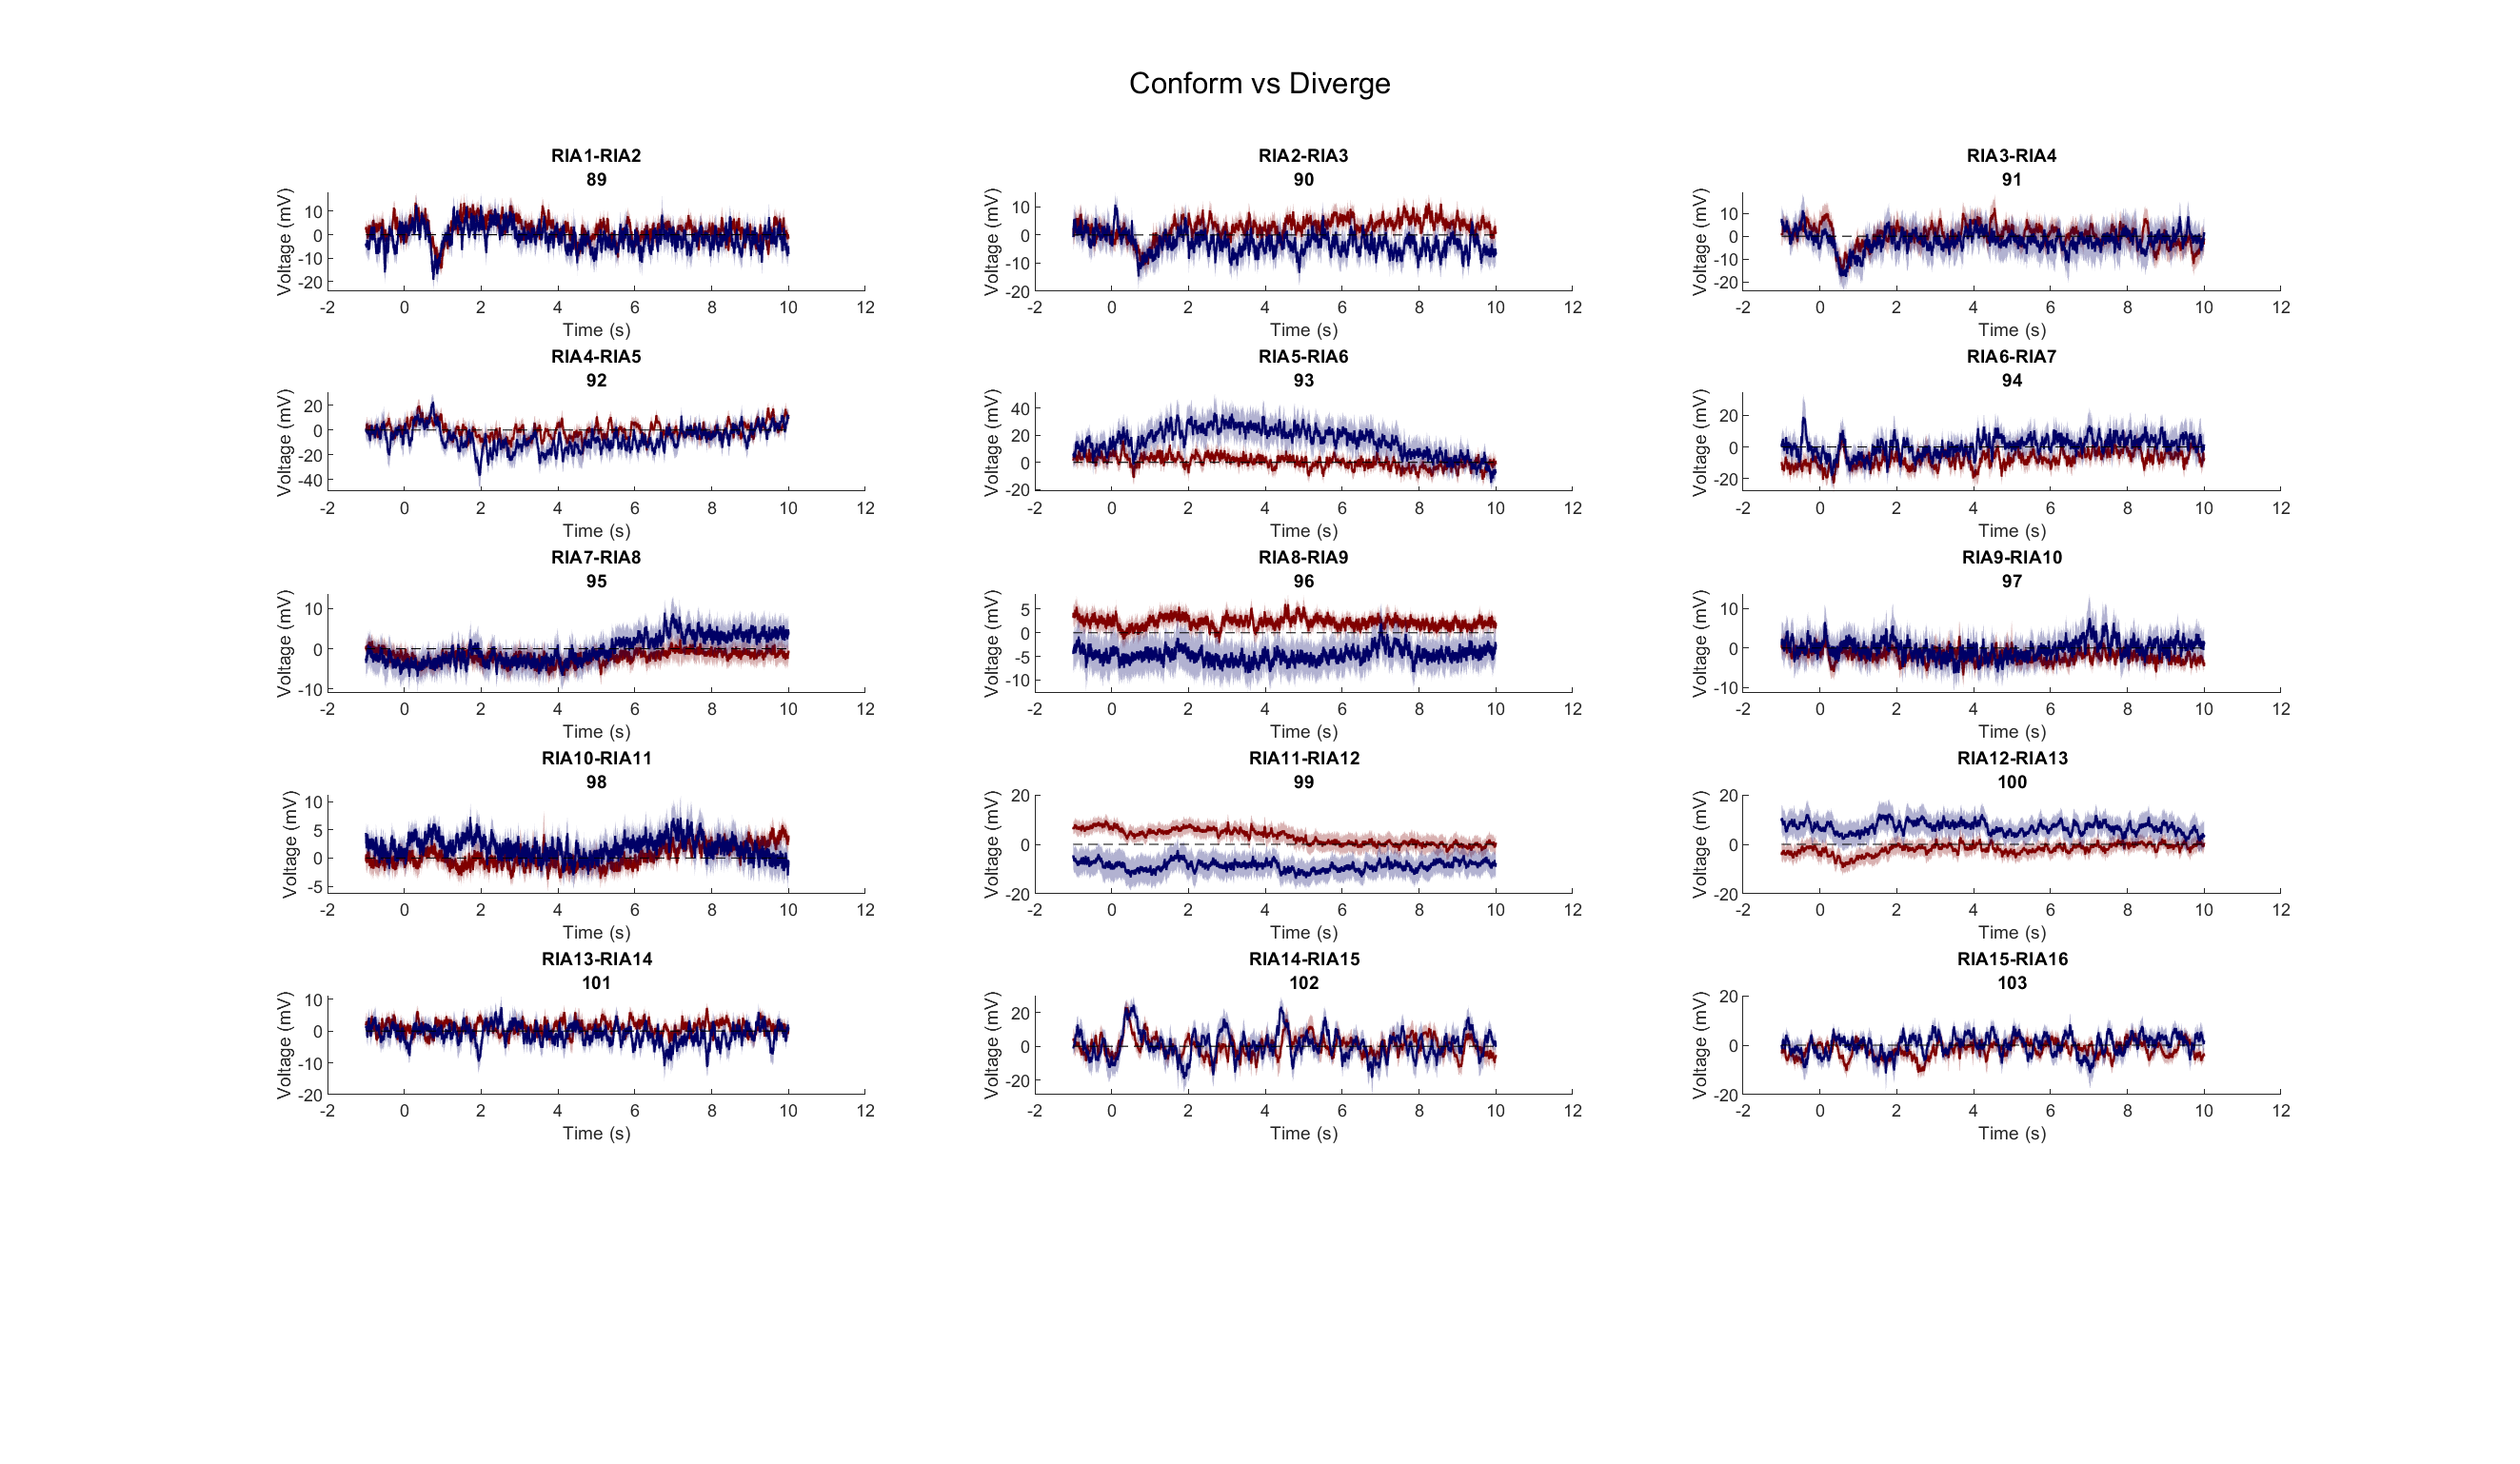 Conform vs Diverge
RIA1-RIA2
89
Voltage (mV)
10
0
-10
-20
-2 0 2 4 6 8 10 12
Time (s)
RIA2-RIA3
90
Voltage (mV)
10
0
-10
-20
-2 0 2 4 6 8 10 12
Time (s)
RIA3-RIA4
91
Voltage (mV)
10
0
-10
-20
-2 0 2 4 6 8 10 12
Time (s)
RIA4-RIA5
92
Voltage (mV)
20
0
-20
-40
-2 0 2 4 6 8 10 12
Time (s)
RIA5-RIA6
93
Voltage (mV)
40
20
0
-20
-2 0 2 4 6 8 10 12
Time (s)
RIA6-RIA7
94
Voltage (mV)
20
0
-20
-2 0 2 4 6 8 10 12
Time (s)
RIA7-RIA8
95
Voltage (mV)
10
0
-10
-2 0 2 4 6 8 10 12
Time (s)
RIA8-RIA9
96
Voltage (mV)
5
0
-5
-10
-2 0 2 4 6 8 10 12
Time (s)
RIA9-RIA10
97
Voltage (mV)
10
0
-10
-2 0 2 4 6 8 10 12
Time (s)
RIA10-RIA11
98
Voltage (mV)
10
5
0
-5
-2 0 2 4 6 8 10 12
Time (s)
RIA11-RIA12
99
Voltage (mV)
20
0
-20
-2 0 2 4 6 8 10 12
Time (s)
RIA12-RIA13
100
Voltage (mV)
20
0
-20
-2 0 2 4 6 8 10 12
Time (s)
RIA13-RIA14
101
Voltage (mV)
10
0
-10
-20
-2 0 2 4 6 8 10 12
Time (s)
RIA14-RIA15
102
Voltage (mV)
20
0
-20
-2 0 2 4 6 8 10 12
Time (s)
RIA15-RIA16
103
Voltage (mV)
20
0
-20
-2 0 2 4 6 8 10 12
Time (s)